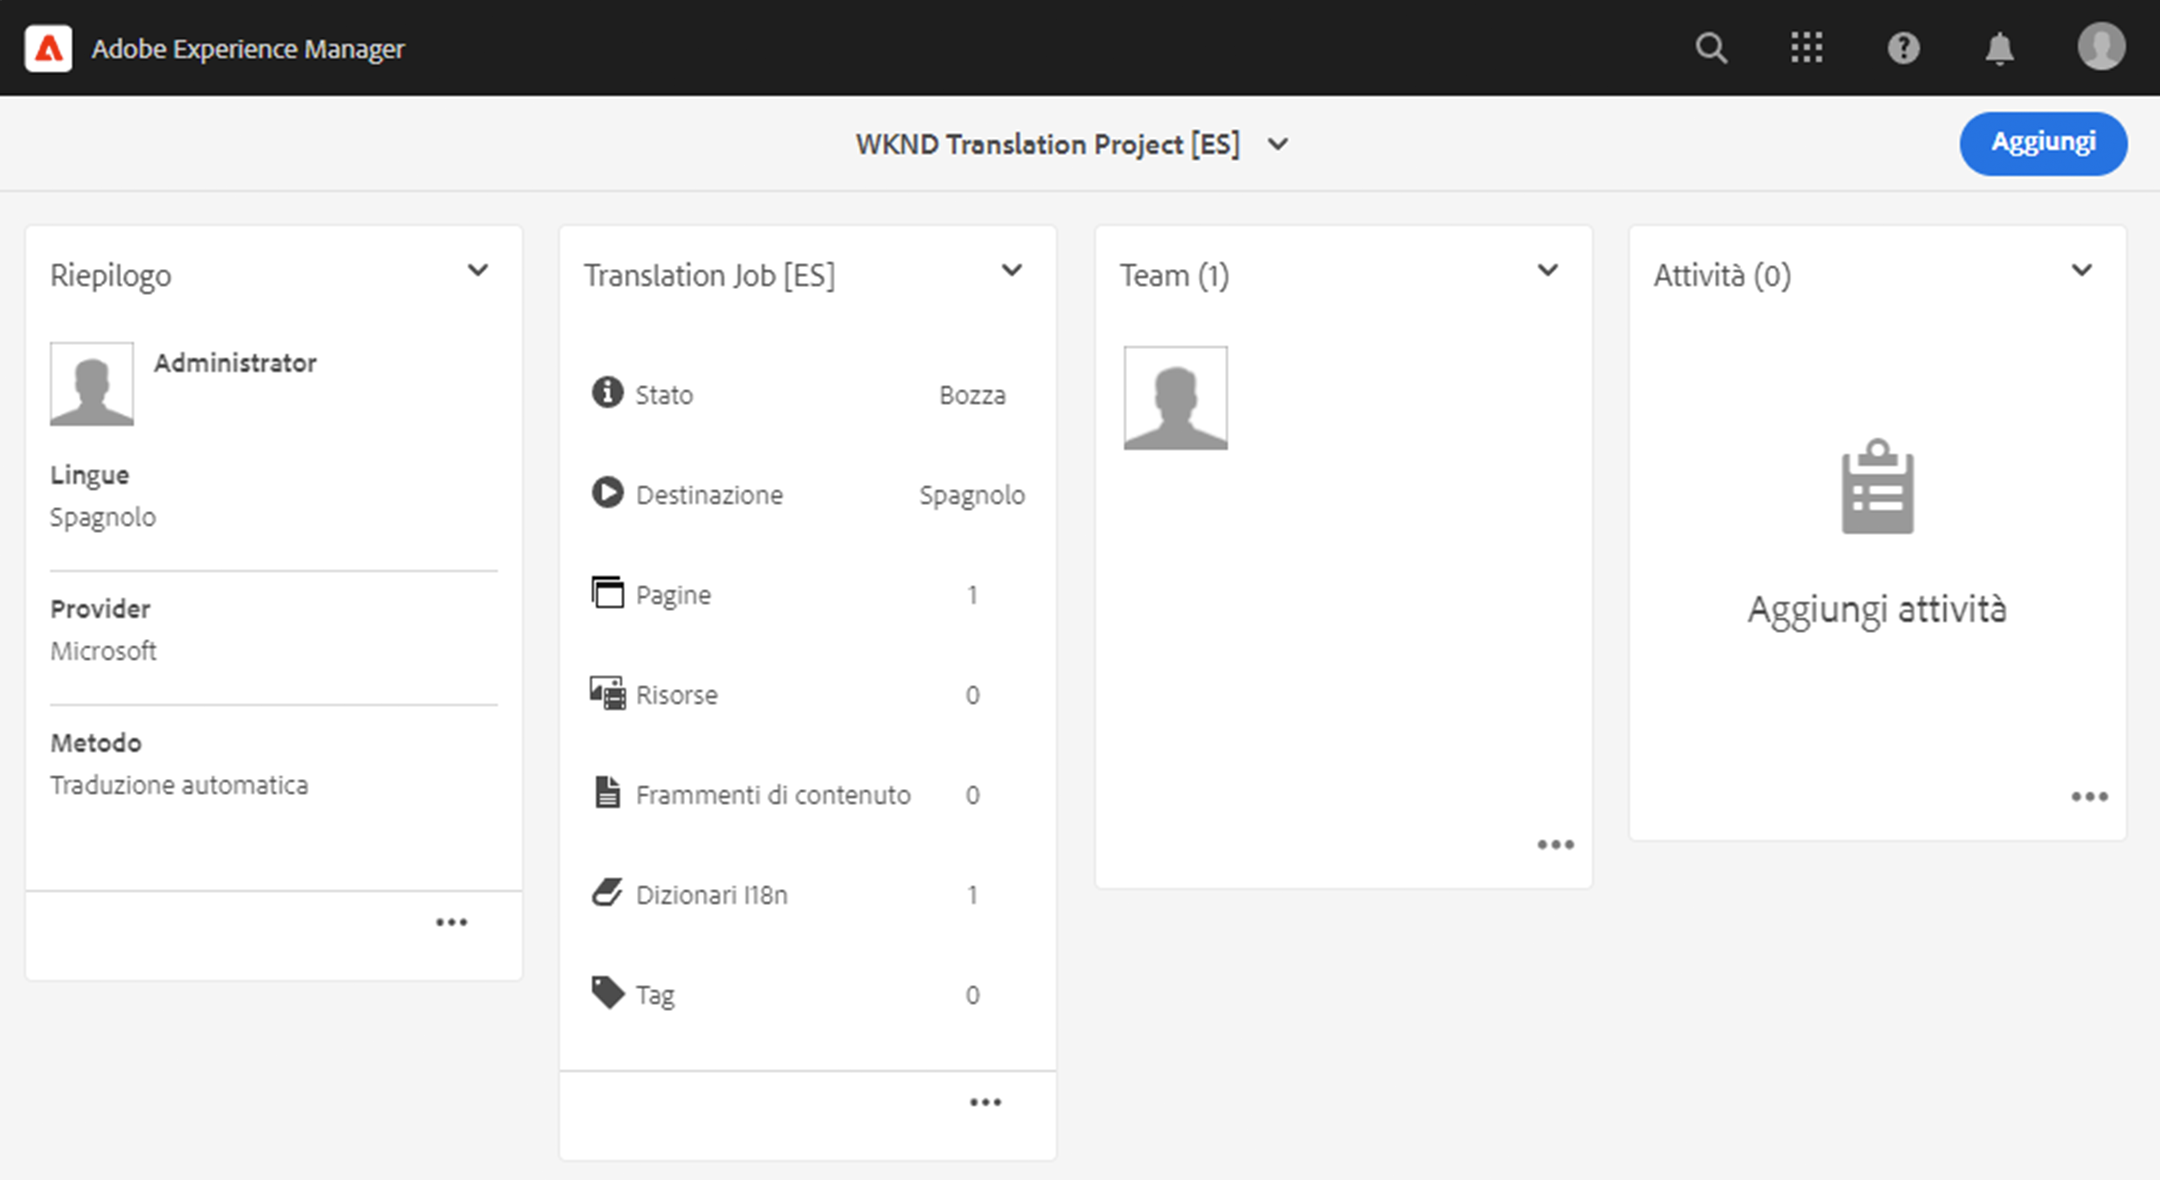 Adobe Experience Manager
WKND Translation Project [ES]
Aggiungi
Riepilogo
Administrator
Lingue
Spagnolo
Provider
Microsoft
Metodo
Traduzione automatica
Translation Job [ES]
Stato Bozza
Destinazione Spagnolo
Pagine 1
Risorse 0
Frammenti di contenuto 0
Dizionari I18n 1
Tag 0
Team (1)
Attività (0)
Aggiungi attività